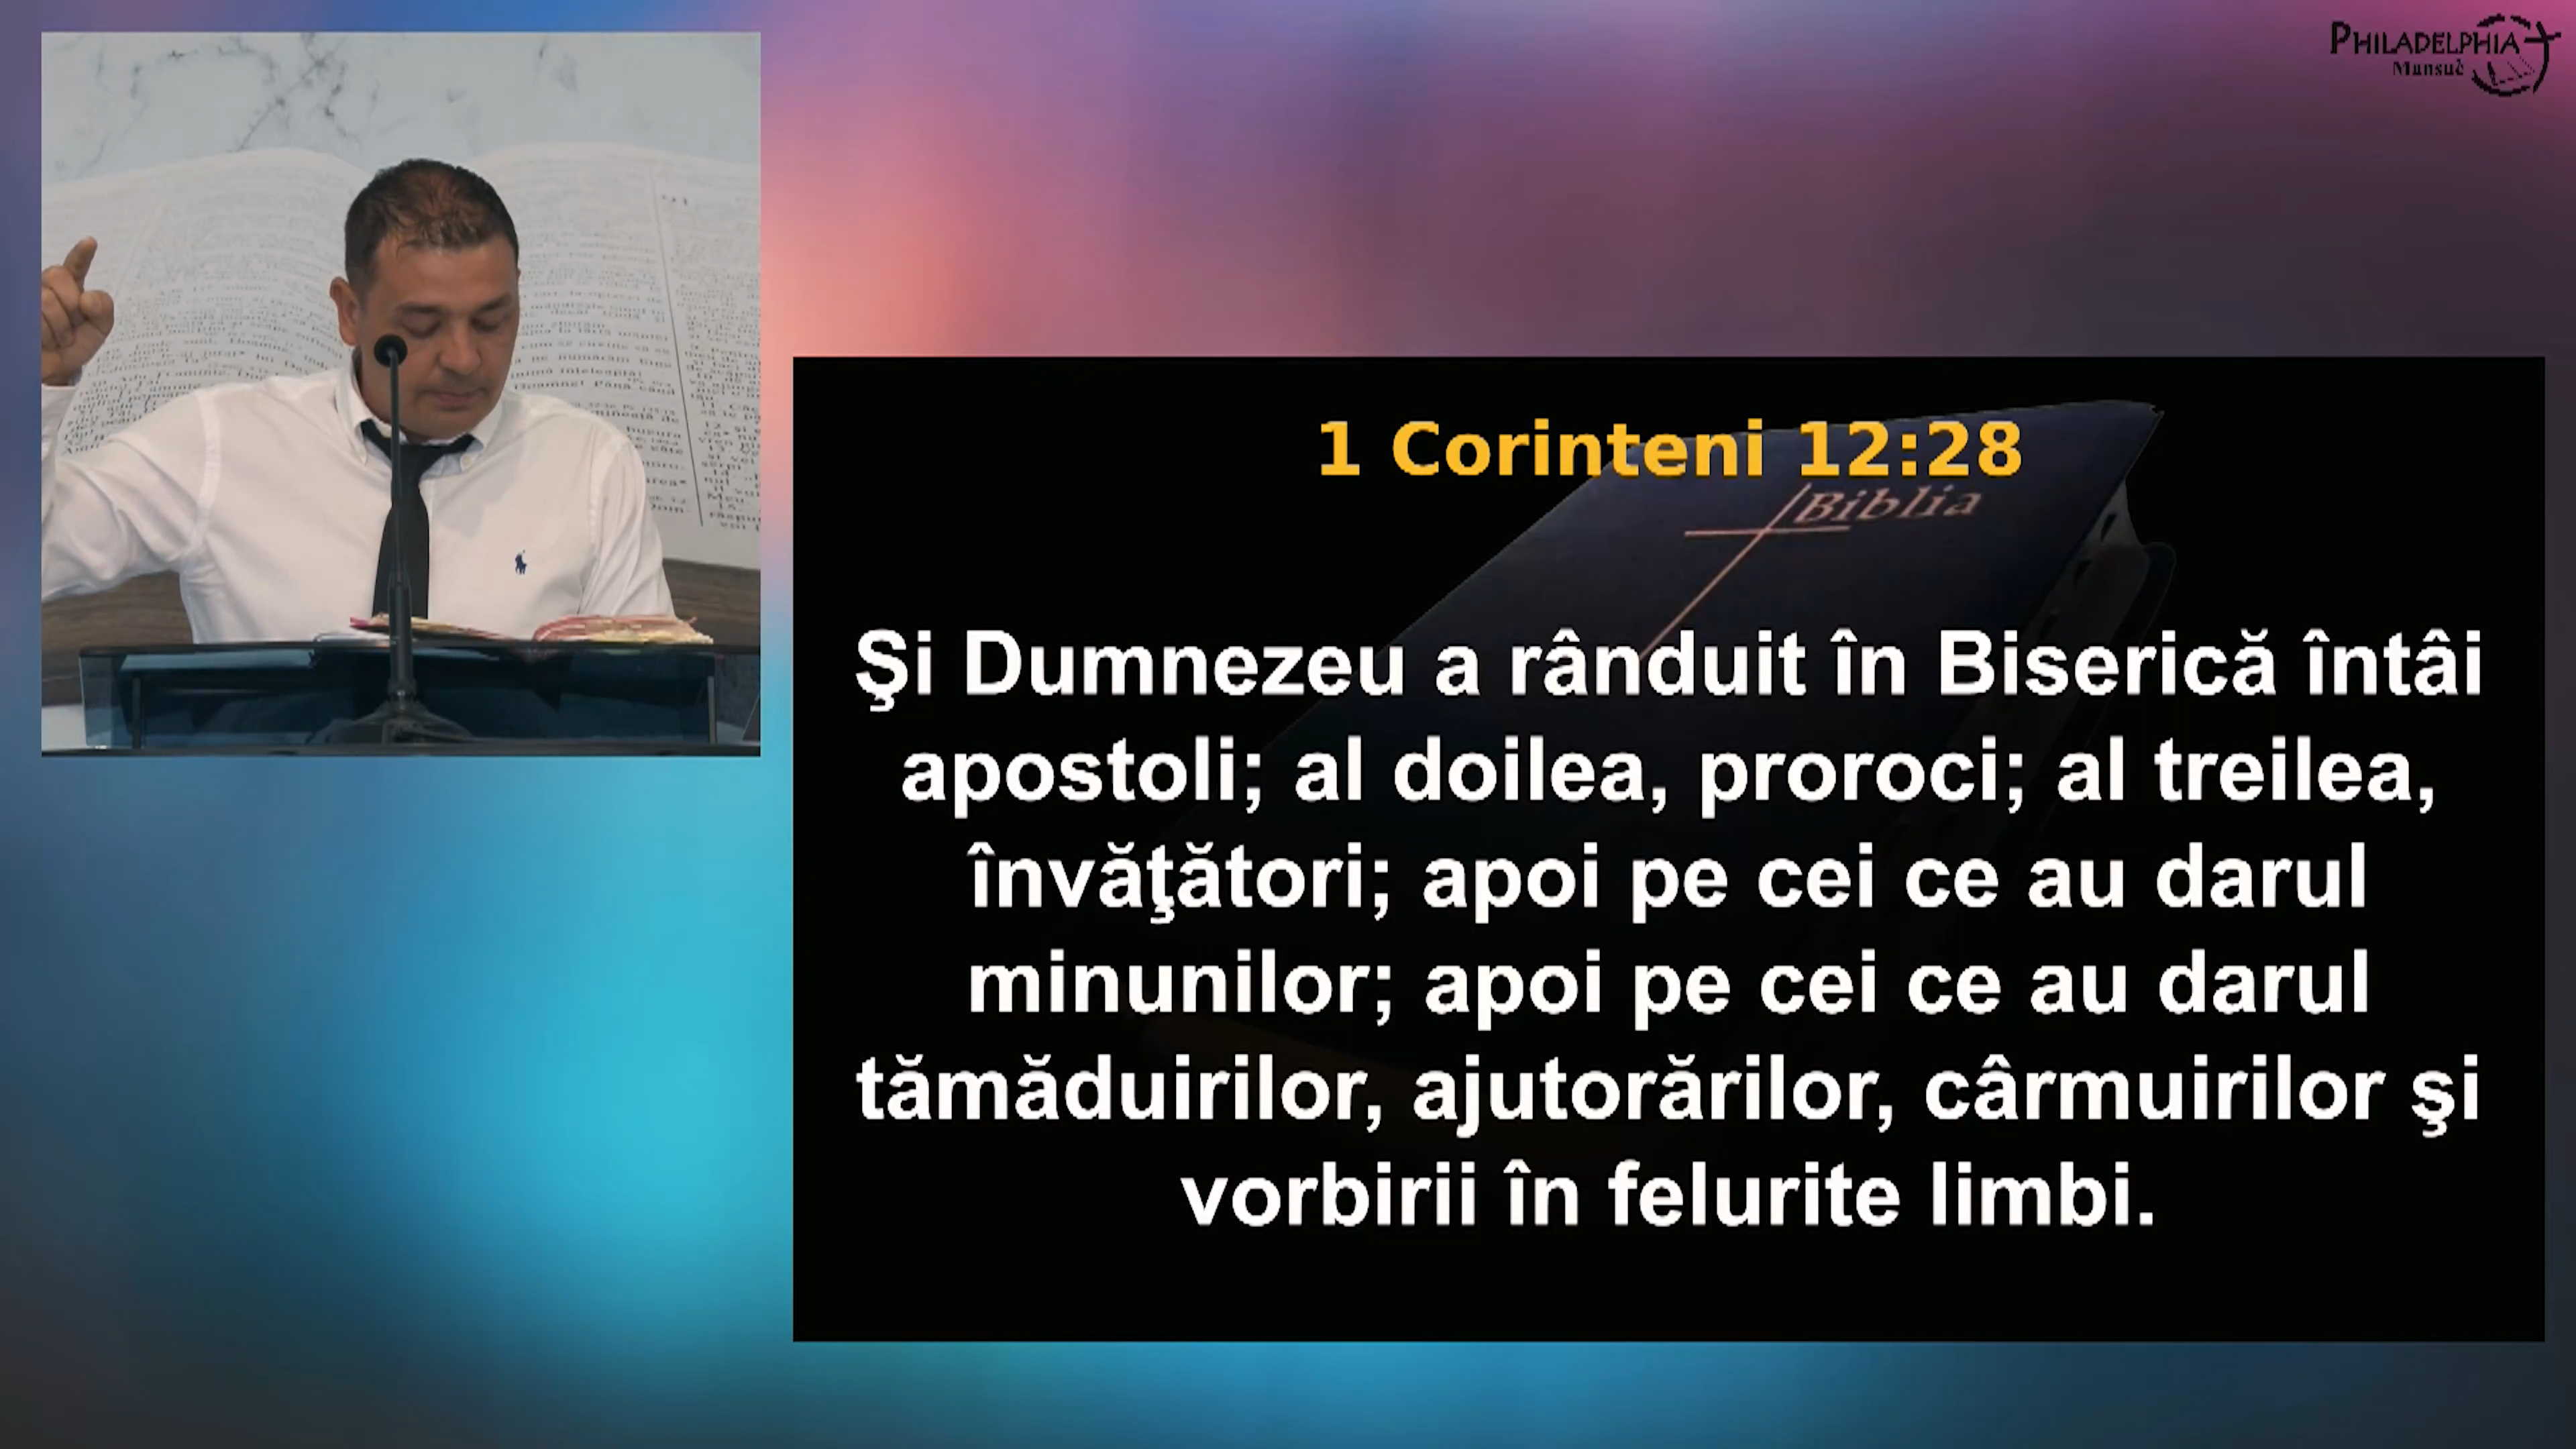 PHILADELPHIA
Mansuè
1 Corinteni 12:28
Biblia
Şi Dumnezeu a rânduit în Biserică întâi
apostoli; al doilea, proroci; al treilea,
învăţători; apoi pe cei ce au darul
minunilor; apoi pe cei ce au darul
tămăduirilor, ajutorărilor, cârmuirilor şi
vorbirii în felurite limbi.